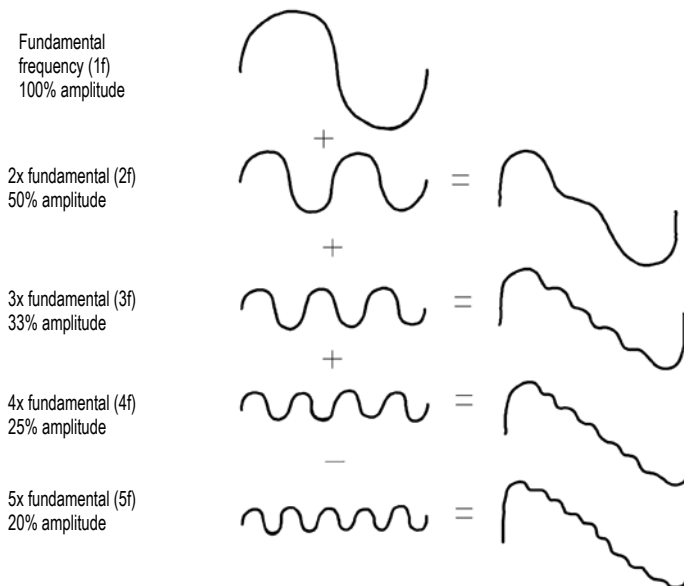 Fundamental
frequency (1f)
100% amplitude
+
2x fundamental (2f)
50% amplitude
=
+
3x fundamental (3f)
33% amplitude
=
+
4x fundamental (4f)
25% amplitude
=
—
5x fundamental (5f)
20% amplitude
=